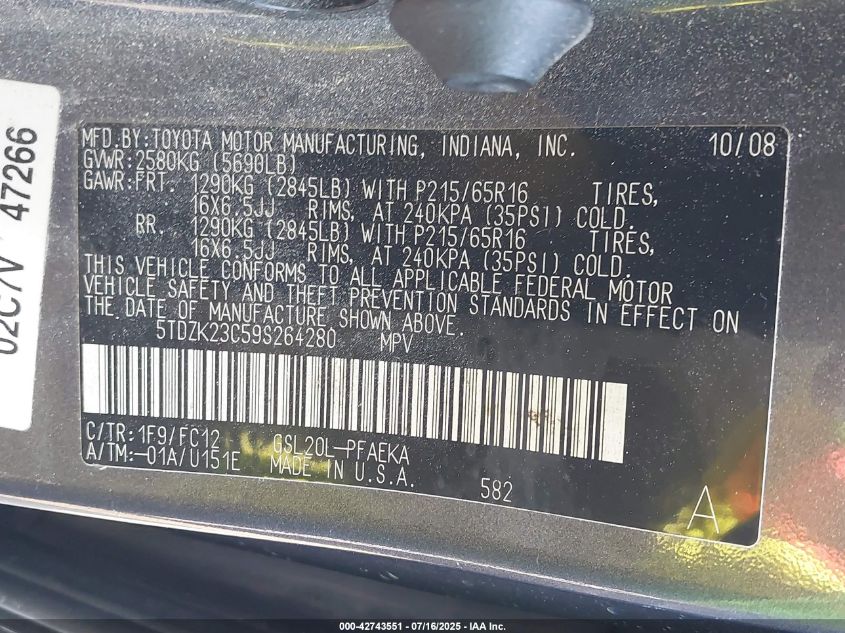 MFD.BY:TOYOTA MOTOR MANUFACTURING, INDIANA, INC. 10/08
GVWR:2580KG (5690LB)
GAWR:FRT. 1290KG (2845LB) WITH P215/65R16 TIRES,
16X6.5JJ RIMS, AT 240KPA (35PSI) COLD.
RR. 1290KG (2845LB) WITH P215/65R16 TIRES,
16X6.5JJ RIMS, AT 240KPA (35PSI) COLD.
THIS VEHICLE CONFORMS TO ALL APPLICABLE FEDERAL MOTOR
VEHICLE SAFETY AND THEFT PREVENTION STANDARDS IN EFFECT ON
THE DATE OF MANUFACTURE SHOWN ABOVE.
5TDZK23C59S264280 MPV
C/TR:1F9/FC12 GSL20L-PFAEKA
A/TM:-01A/U151E MADE IN U.S.A.
582
A
47266
000-42743551 - 07/16/2025 - IAA Inc.